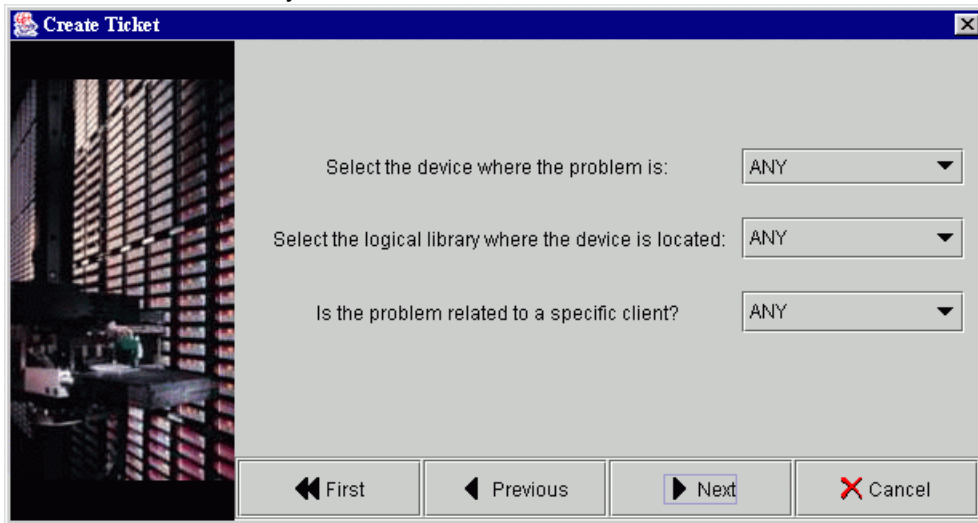 Create Ticket
Select the device where the problem is:
ANY
Select the logical library where the device is located:
ANY
Is the problem related to a specific client?
ANY
First
Previous
Next
Cancel